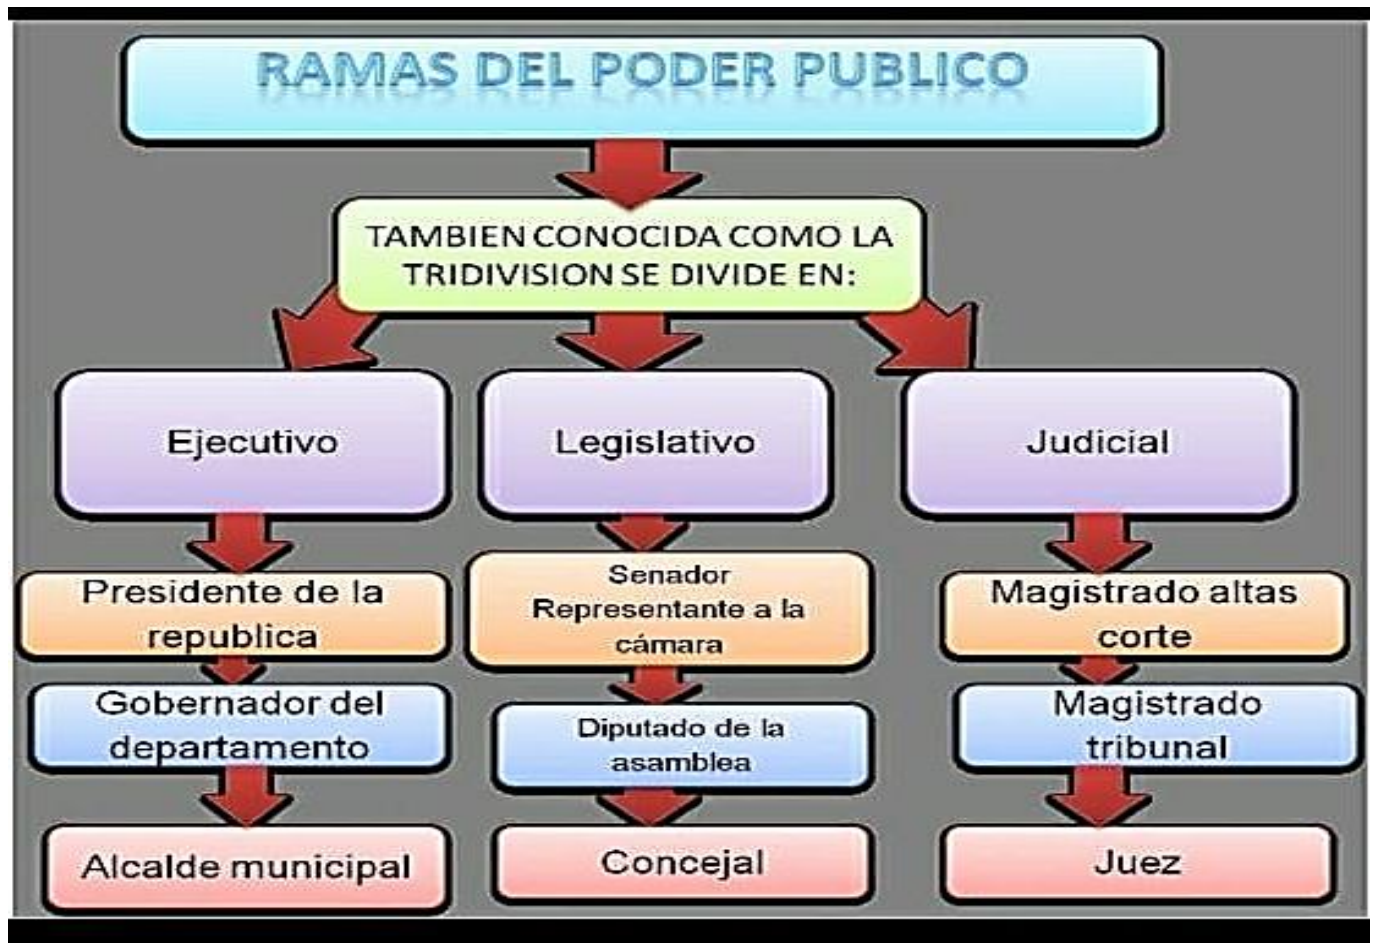 RAMAS DEL PODER PUBLICO
TAMBIEN CONOCIDA COMO LA
TRIDIVISION SE DIVIDE EN:
Ejecutivo
Legislativo
Judicial
Presidente de la
republica
Senador
Representante a la
cámara
Magistrado altas
corte
Gobernador del
departamento
Diputado de la
asamblea
Magistrado
tribunal
Alcalde municipal
Concejal
Juez